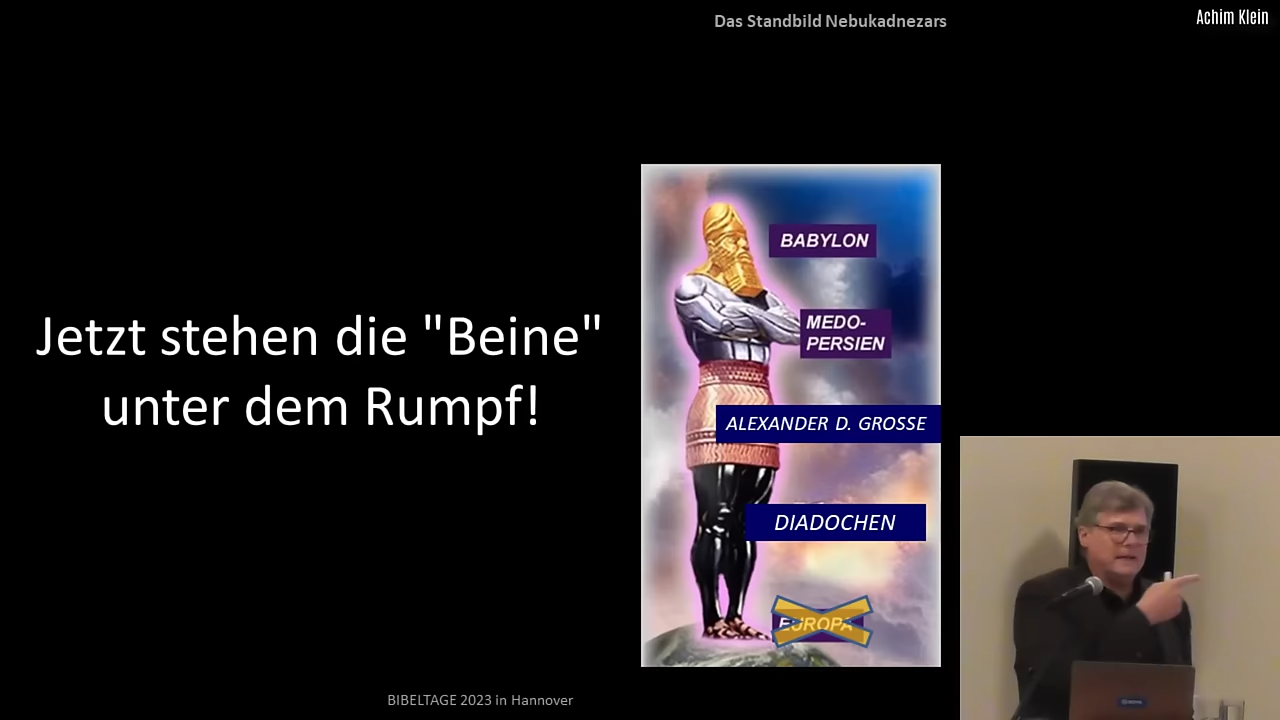 Das Standbild Nebukadnezars
Achim Klein
Jetzt stehen die "Beine"
unter dem Rumpf!
BABYLON
MEDO-
PERSIEN
ALEXANDER D. GROSSE
DIADOCHEN
EUROPA
BIBELTAGE 2023 in Hannover